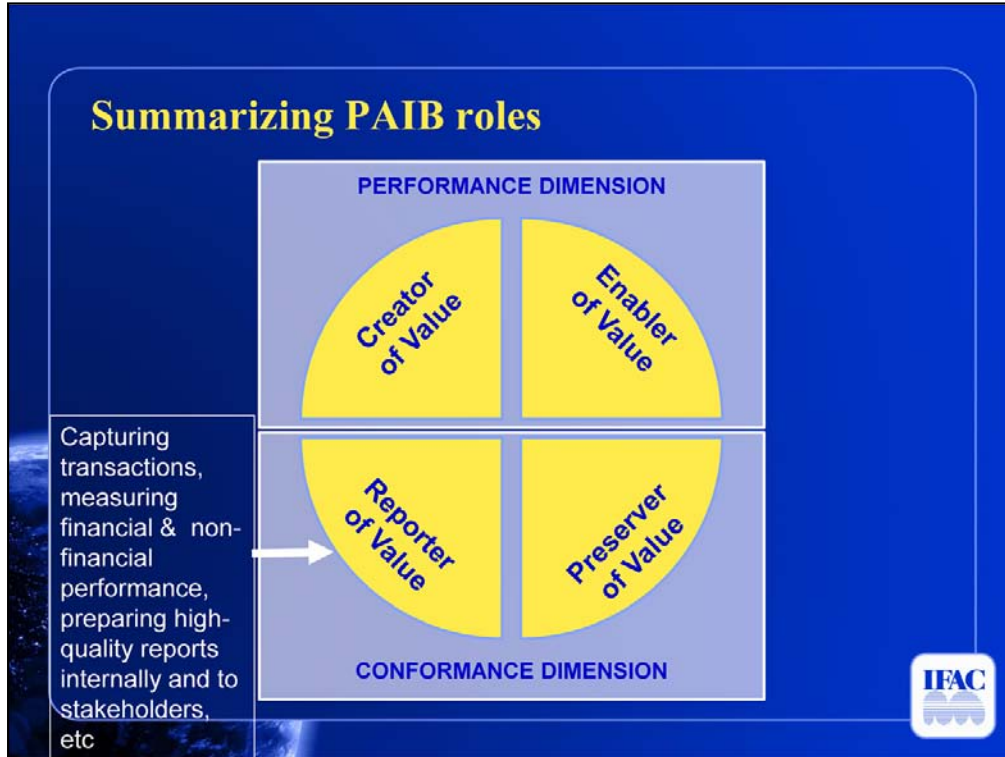 Summarizing PAIB roles
PERFORMANCE DIMENSION
Creator
of Value
Enabler
of Value
Capturing
transactions,
measuring
financial & non-
financial
performance,
preparing high-
quality reports
internally and to
stakeholders,
etc
Reporter
of Value
Preserver
of Value
CONFORMANCE DIMENSION
IFAC